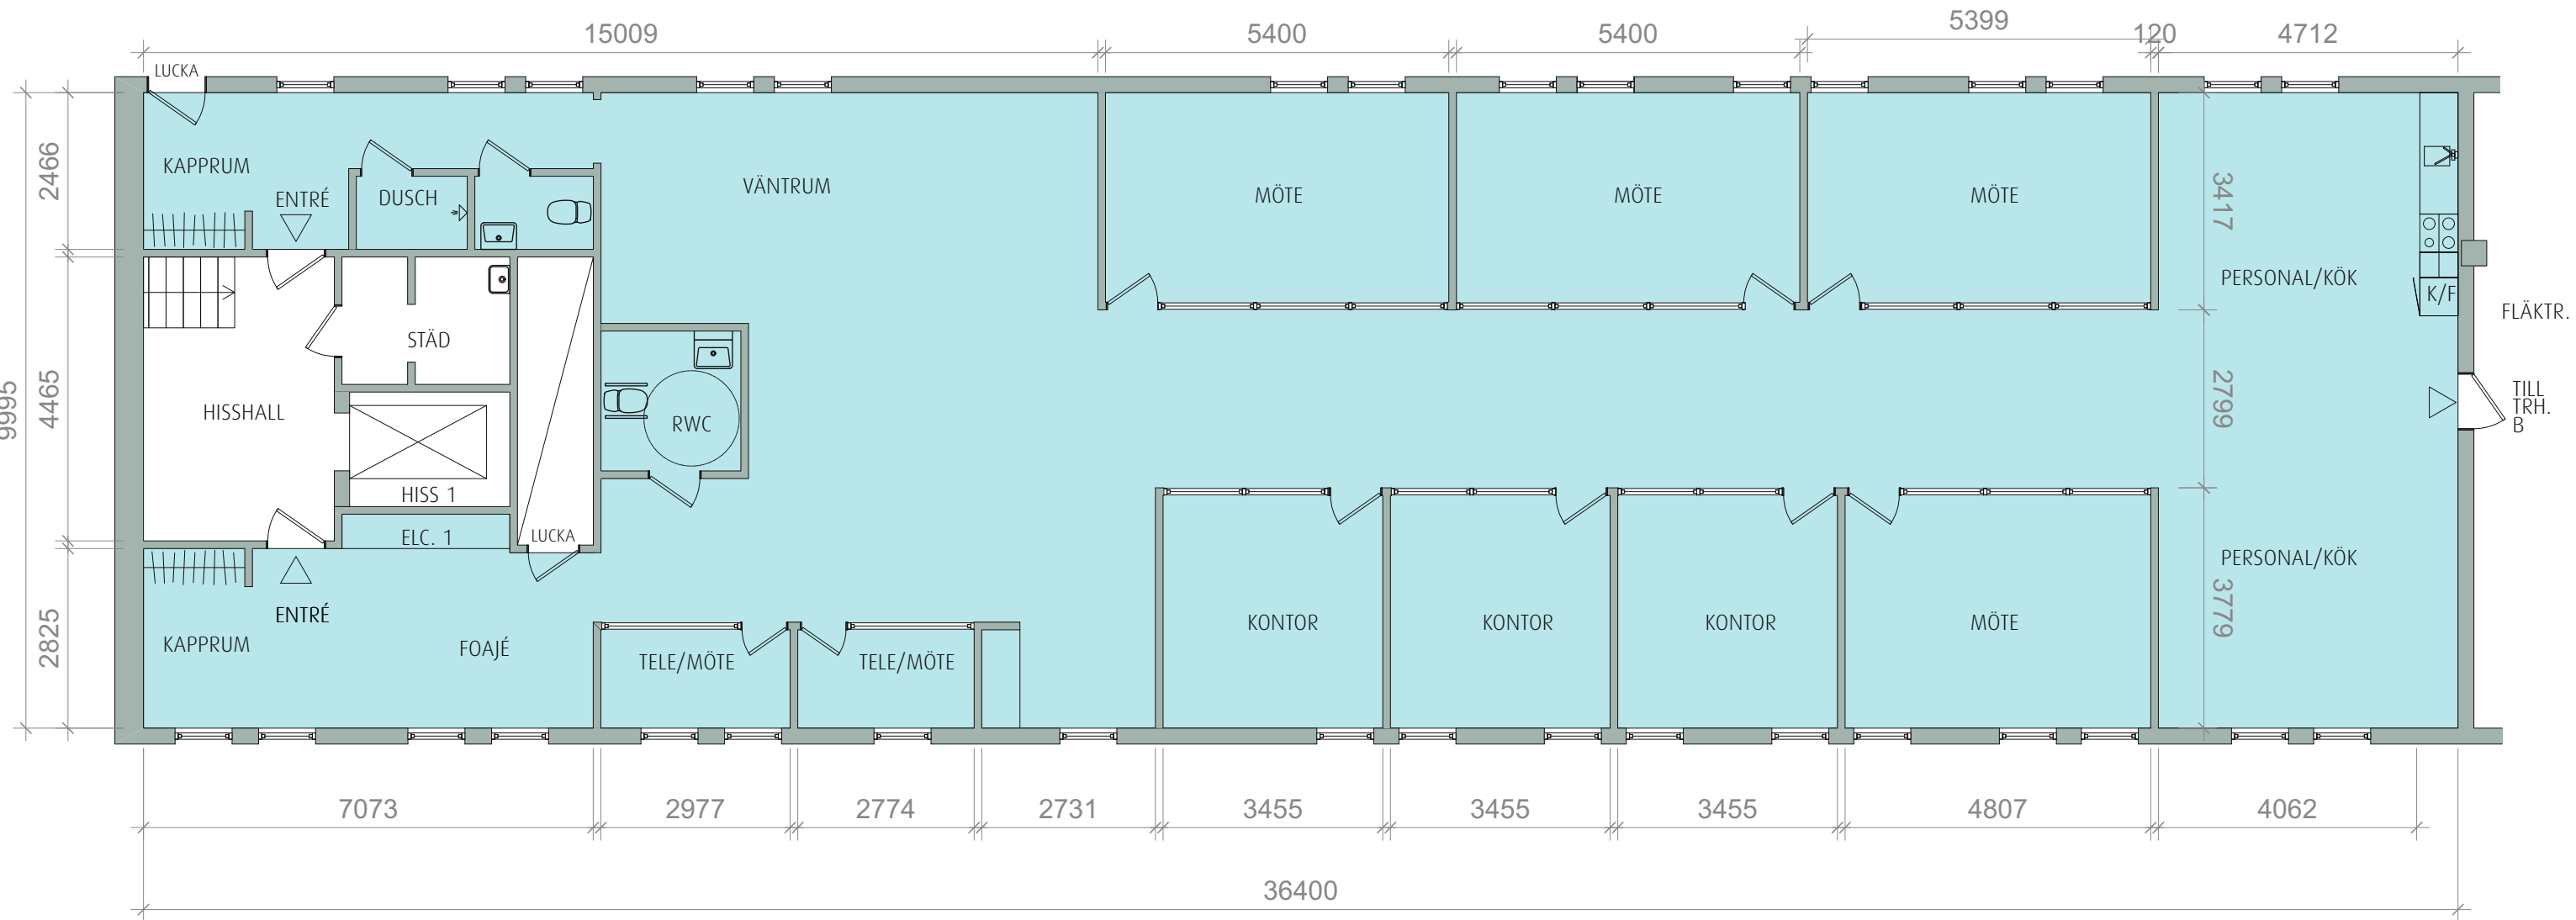 15009
5400
5400
5399
120
4712
LUCKA
2466
KAPPRUM
ENTRÉ
DUSCH
VÄNTRUM
MÖTE
MÖTE
MÖTE
3417
PERSONAL/KÖK
K/F
FLÄKTR.
9995
4465
STÄD
HISSHALL
RWC
HISS 1
ELC. 1
LUCKA
2799
TILL
TRH.
B
2825
ENTRÉ
KAPPRUM
FOAJÉ
TELE/MÖTE
TELE/MÖTE
KONTOR
KONTOR
KONTOR
MÖTE
PERSONAL/KÖK
3779
7073
2977
2774
2731
3455
3455
3455
4807
4062
36400